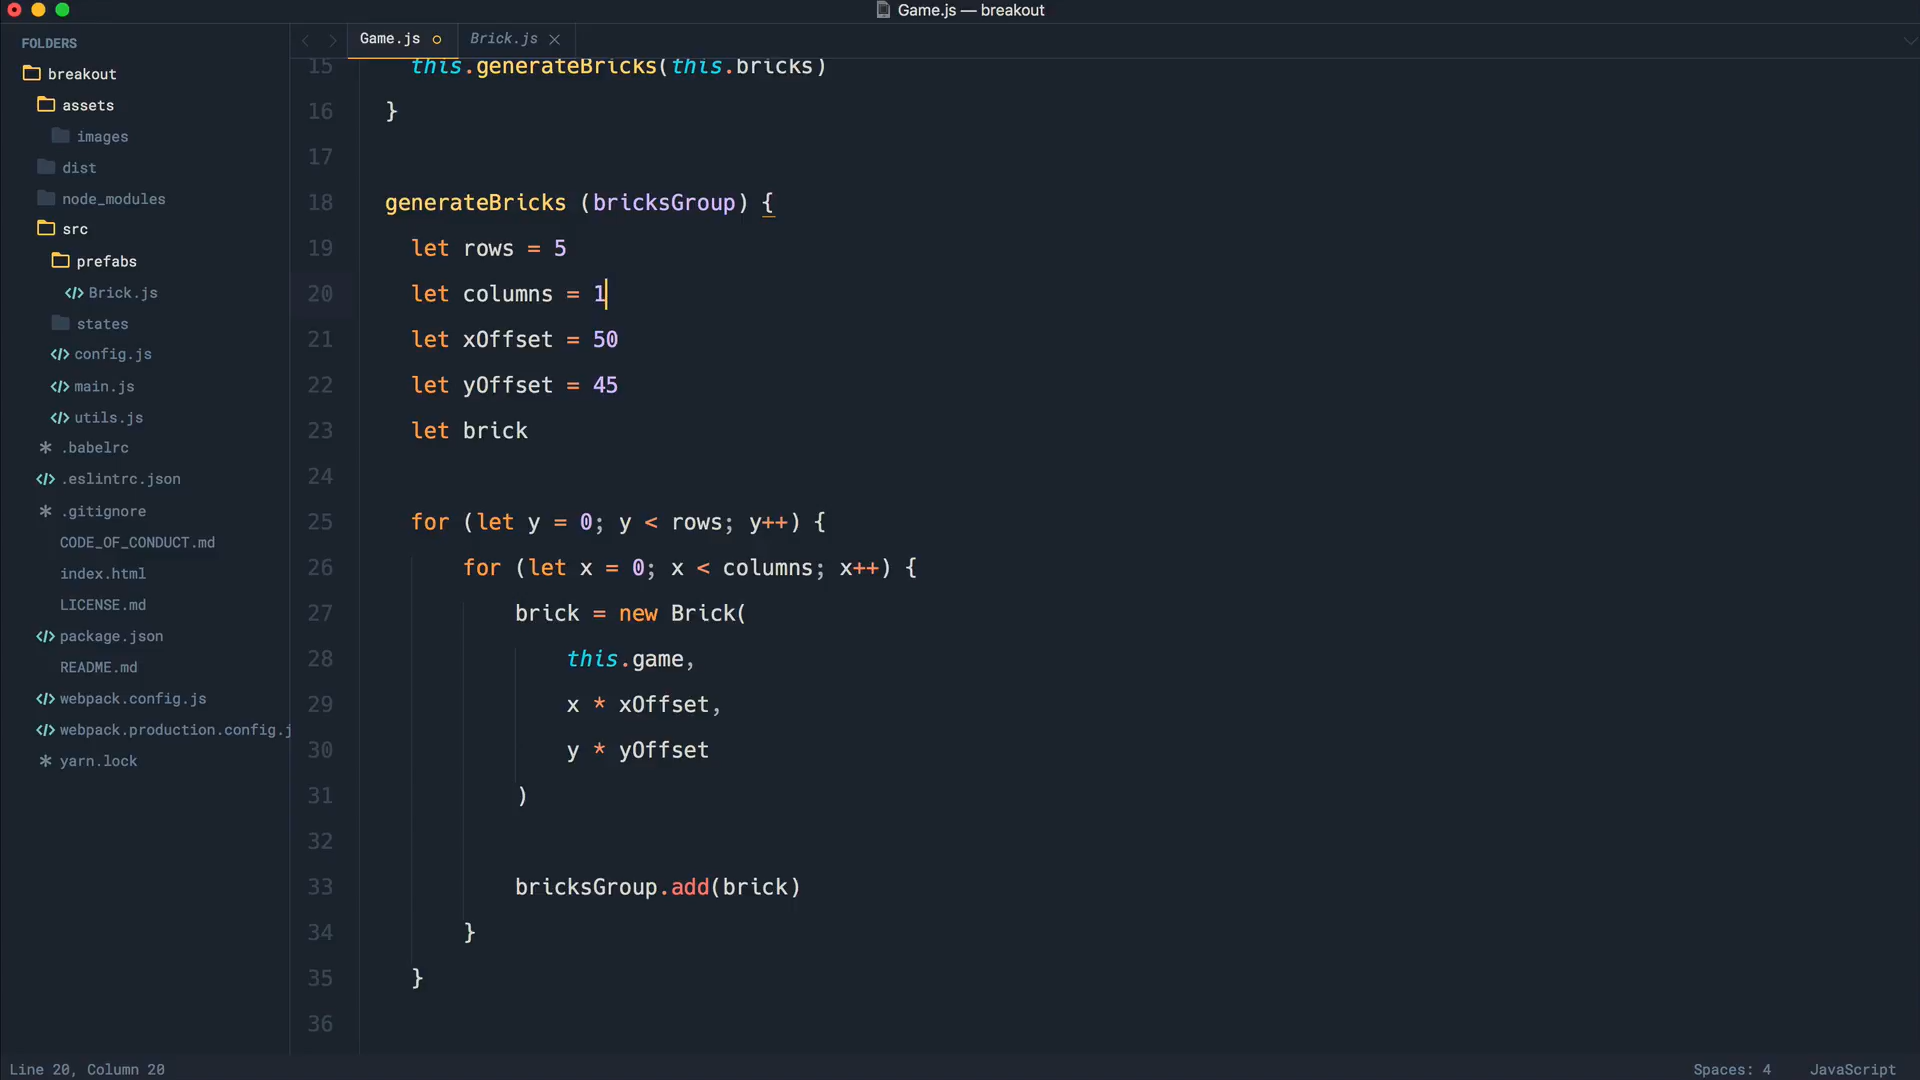 Game.js — breakout
FOLDERS
breakout
assets
images
dist
node_modules
src
prefabs
Brick.js
states
config.js
main.js
utils.js
.babelrc
.eslintrc.json
.gitignore
CODE_OF_CONDUCT.md
index.html
LICENSE.md
package.json
README.md
webpack.config.js
webpack.production.config.j
yarn.lock
Game.js Brick.js
15 this.generateBricks(this.bricks)
16 }
17
18 generateBricks (bricksGroup) {
19 let rows = 5
20 let columns = 1
21 let xOffset = 50
22 let yOffset = 45
23 let brick
24
25 for (let y = 0; y < rows; y++) {
26 for (let x = 0; x < columns; x++) {
27 brick = new Brick(
28 this.game,
29 x * xOffset,
30 y * yOffset
31 )
32
33 bricksGroup.add(brick)
34 }
35 }
36
Line 20, Column 20 Spaces: 4 JavaScript